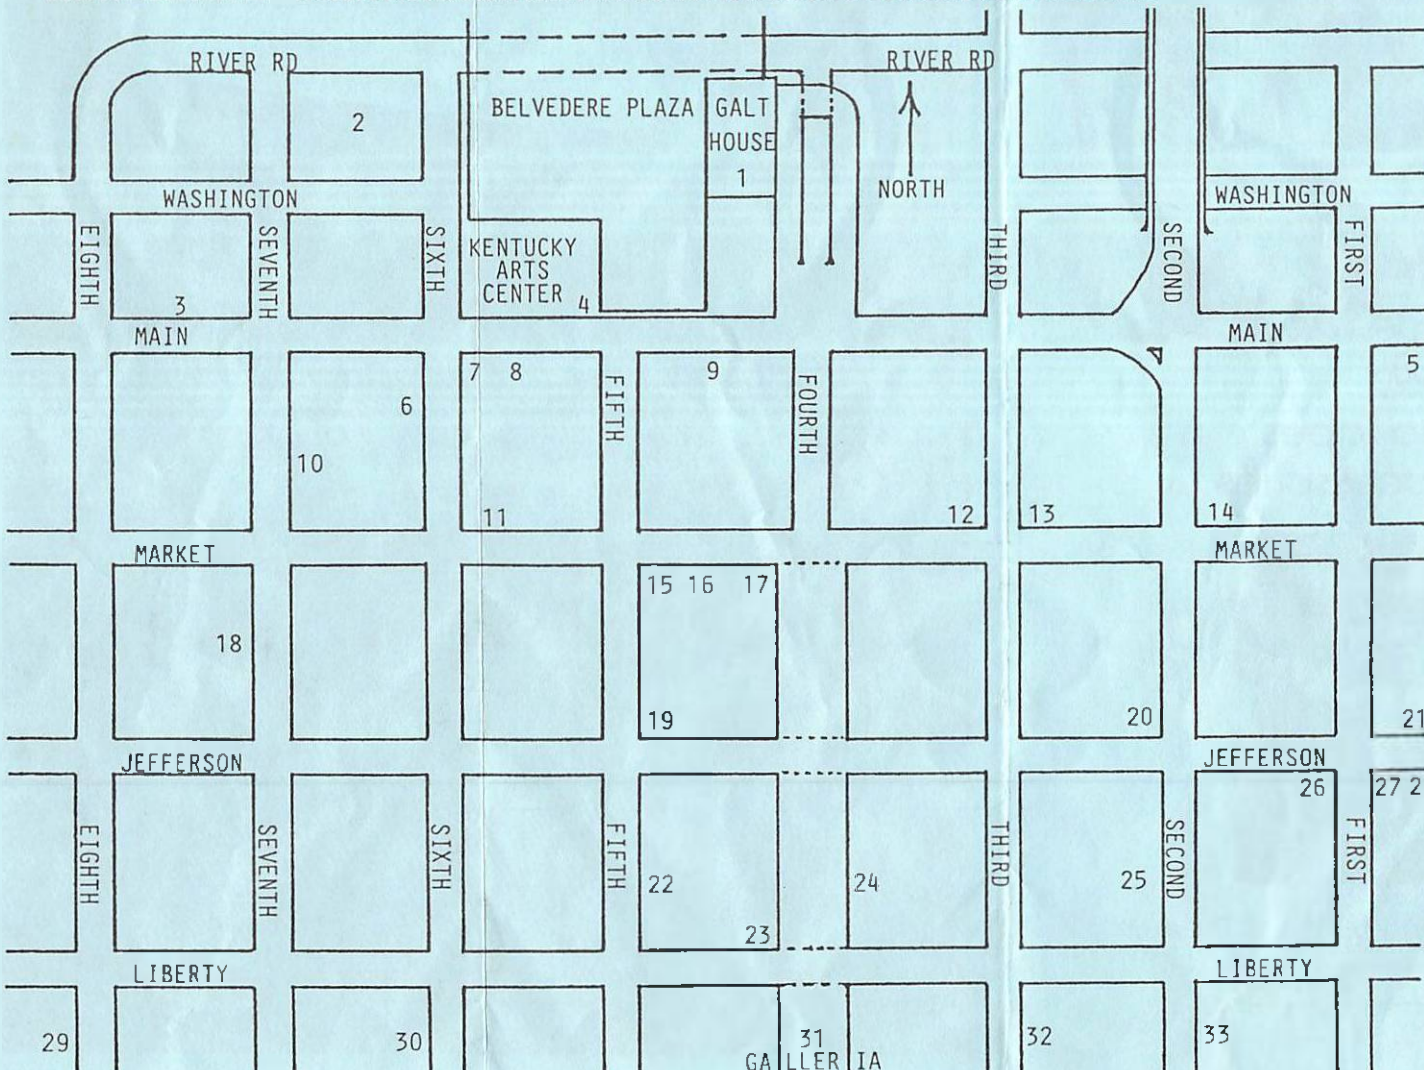 RIVER RD
RIVER RD
BELVEDERE PLAZA
GALT
HOUSE
1
2
NORTH
WASHINGTON
WASHINGTON
EIGHTH
SEVENTH
SIXTH
KENTUCKY
ARTS
CENTER
4
THIRD
SECOND
FIRST
3
MAIN
MAIN
7 8
9
5
6
FIFTH
FOURTH
10
11
12
13
14
MARKET
MARKET
15 16 17
18
19
20
21
JEFFERSON
JEFFERSON
26
27 2
EIGHTH
SEVENTH
SIXTH
FIFTH
THIRD
SECOND
FIRST
22
24
25
23
LIBERTY
LIBERTY
29
30
31
32
33
GALLERIA